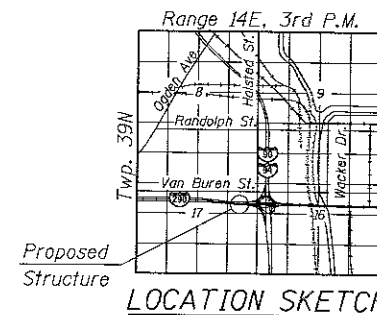 Range 14E, 3rd P.M.
Twp. 39N
Ogden Ave
Halsted St.
8
9
Randolph St.
Wacker Dr.
90
94
Van Buren St.
290
17
16
Proposed
Structure
LOCATION SKETCH